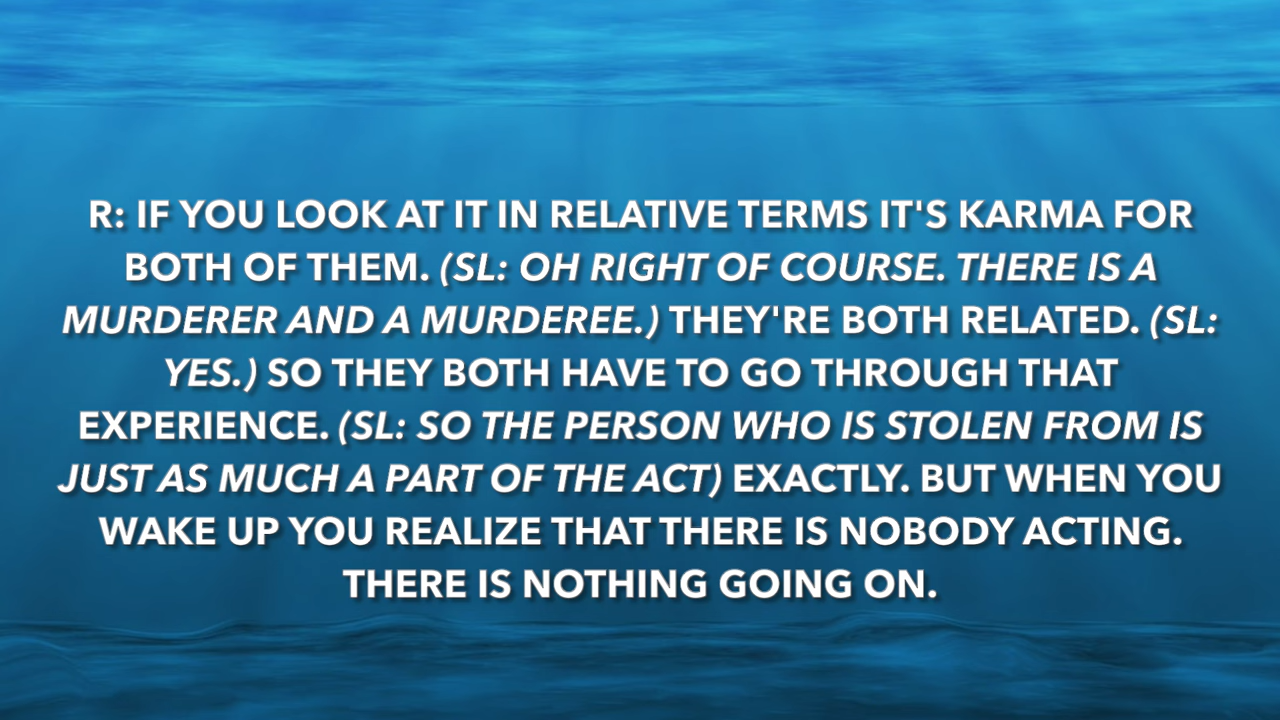 R: IF YOU LOOK AT IT IN RELATIVE TERMS IT'S KARMA FOR
BOTH OF THEM. (SL: OH RIGHT OF COURSE. THERE IS A
MURDERER AND A MURDEREE.) THEY'RE BOTH RELATED. (SL:
YES.) SO THEY BOTH HAVE TO GO THROUGH THAT
EXPERIENCE. (SL: SO THE PERSON WHO IS STOLEN FROM IS
JUST AS MUCH A PART OF THE ACT) EXACTLY. BUT WHEN YOU
WAKE UP YOU REALIZE THAT THERE IS NOBODY ACTING.
THERE IS NOTHING GOING ON.